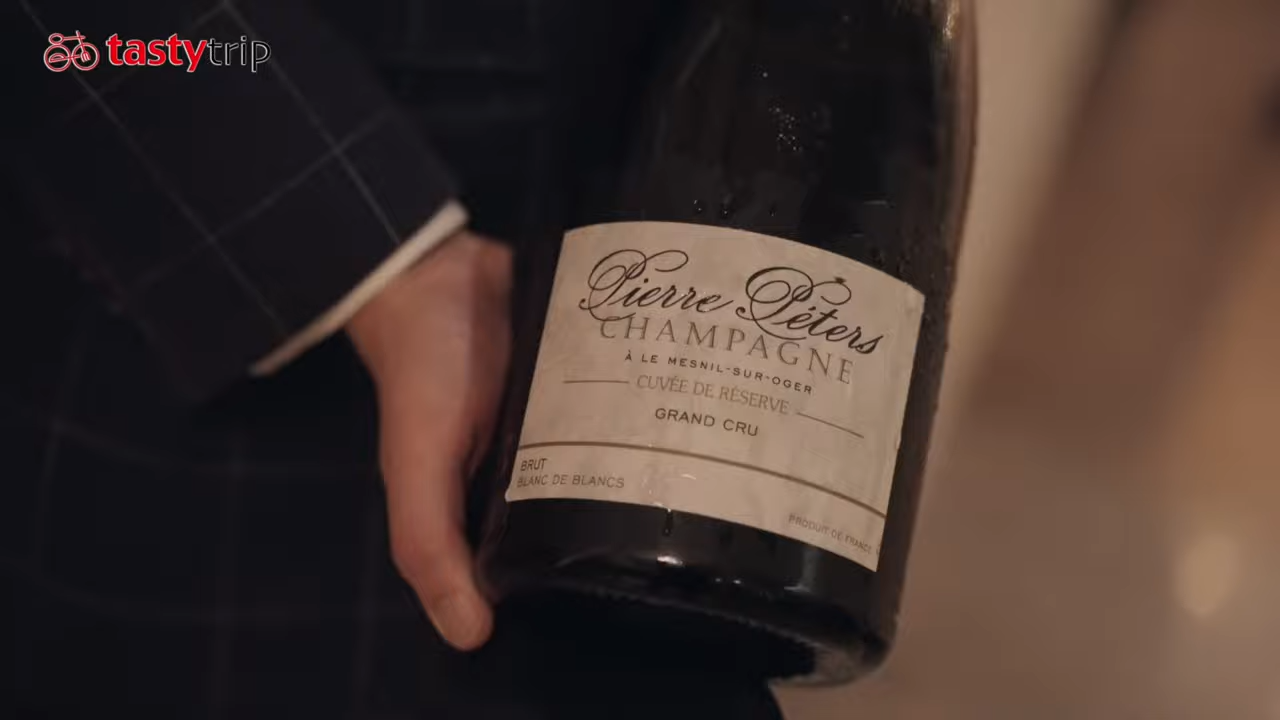 tastytrip
Pierre Péters
CHAMPAGNE
À LE MESNIL-SUR-OGER
CUVÉE DE RÉSERVE
GRAND CRU
BRUT
BLANC DE BLANCS
PRODUIT DE FRANCE